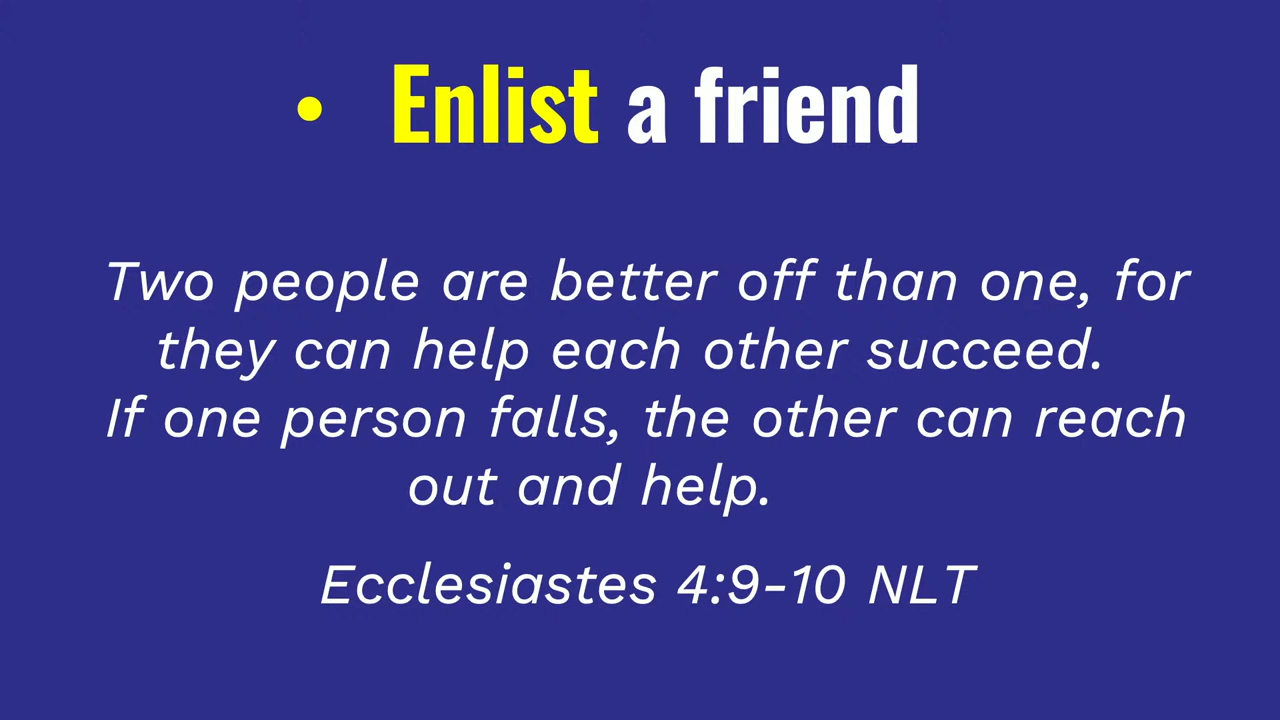 • Enlist a friend
Two people are better off than one, for
they can help each other succeed.
If one person falls, the other can reach
out and help.
Ecclesiastes 4:9-10 NLT